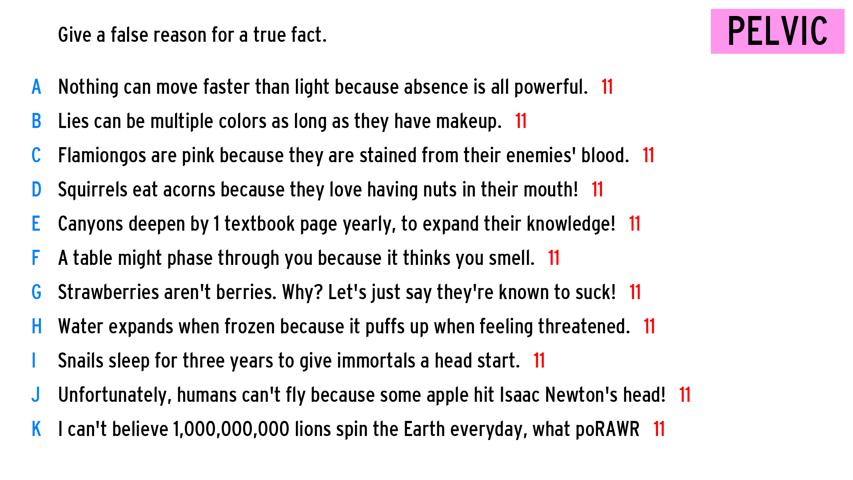 Give a false reason for a true fact.
PELVIC
A Nothing can move faster than light because absence is all powerful. 11
B Lies can be multiple colors as long as they have makeup. 11
C Flamiongos are pink because they are stained from their enemies' blood. 11
D Squirrels eat acorns because they love having nuts in their mouth! 11
E Canyons deepen by 1 textbook page yearly, to expand their knowledge! 11
F A table might phase through you because it thinks you smell. 11
G Strawberries aren't berries. Why? Let's just say they're known to suck! 11
H Water expands when frozen because it puffs up when feeling threatened. 11
I Snails sleep for three years to give immortals a head start. 11
J Unfortunately, humans can't fly because some apple hit Isaac Newton's head! 11
K I can't believe 1,000,000,000 lions spin the Earth everyday, what poRAWR 11